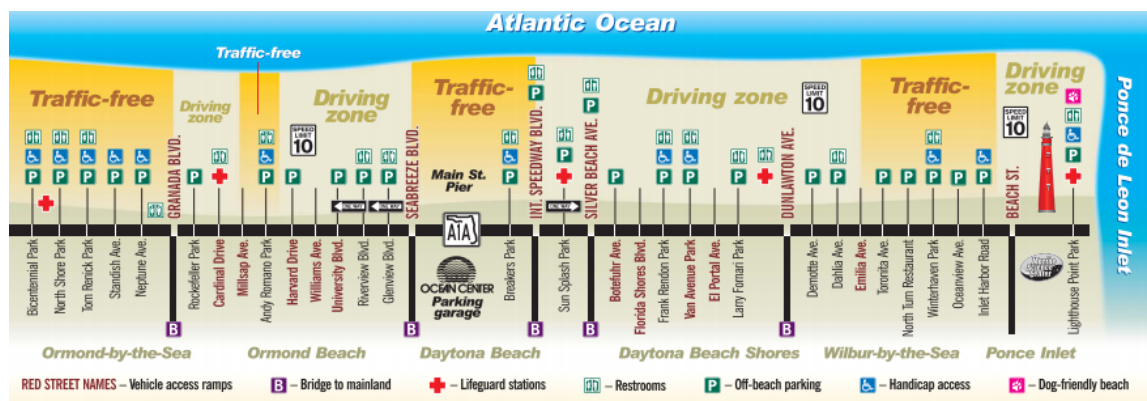 Atlantic Ocean
Traffic-free
Traffic-free
Driving
zone
Driving
zone
SPEED
LIMIT
10
Traffic-
free
Driving zone
SPEED
LIMIT
10
Traffic-
free
Driving
zone
SPEED
LIMIT
10
Ponce de Leon Inlet
GRANADA BLVD.
SEABREEZE BLVD.
INT. SPEEDWAY BLVD.
SILVER BEACH AVE.
DUNLAWTON AVE.
BEACH ST.
Main St.
Pier
ONE WAY
ONE WAY
ONE WAY
A1A
OCEAN CENTER
Parking
garage
Bicentennial Park
North Shore Park
Tom Renick Park
Standish Ave.
Neptune Ave.
Rockefeller Park
Cardinal Drive
Millsap Ave.
Andy Romano Park
Harvard Drive
Williams Ave.
University Blvd.
Riverview Blvd.
Glenview Blvd.
Breakers Park
Sun Splash Park
Botefuhr Ave.
Florida Shores Blvd.
Frank Rendon Park
Van Avenue Park
El Portal Ave.
Larry Fornari Park
Demotte Ave.
Dahlia Ave.
Emilia Ave.
Toronita Ave.
North Turn Restaurant
Winterhaven Park
Oceanview Ave.
Inlet Harbor Road
Marine
Science
Center
Lighthouse Point Park
B
B
B
B
B
Ormond-by-the-Sea
Ormond Beach
Daytona Beach
Daytona Beach Shores
Wilbur-by-the-Sea
Ponce Inlet
RED STREET NAMES – Vehicle access ramps
B – Bridge to mainland
– Lifeguard stations
– Restrooms
P – Off-beach parking
– Handicap access
– Dog-friendly beach